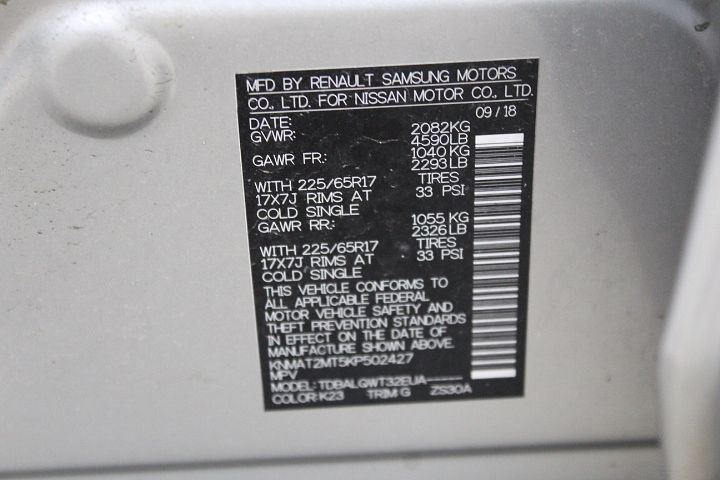 MFD BY RENAULT SAMSUNG MOTORS
CO., LTD. FOR NISSAN MOTOR CO., LTD.
DATE: 09/18
GVWR: 2082KG
4590LB
GAWR FR: 1040 KG
2293LB
WITH 225/65R17 TIRES
17X7J RIMS AT 33 PSI
COLD SINGLE
GAWR RR: 1055 KG
2326LB
WITH 225/65R17 TIRES
17X7J RIMS AT 33 PSI
COLD SINGLE
THIS VEHICLE CONFORMS TO
ALL APPLICABLE FEDERAL
MOTOR VEHICLE SAFETY AND
THEFT PREVENTION STANDARDS
IN EFFECT ON THE DATE OF
MANUFACTURE SHOWN ABOVE
KNMAT2MT5KP502427
MPV
MODEL: TDBALGWT32EUA-----
COLOR: K23 TRIM: G ZS30A